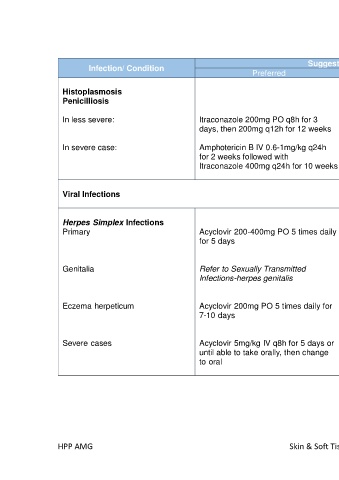 Infection/ Condition
Suggest
Preferred
Histoplasmosis
Penicilliosis
In less severe:
Itraconazole 200mg PO q8h for 3
days, then 200mg q12h for 12 weeks
In severe case:
Amphotericin B IV 0.6-1mg/kg q24h
for 2 weeks followed with
Itraconazole 400mg q24h for 10 weeks
Viral Infections
Herpes Simplex Infections
Primary
Acyclovir 200-400mg PO 5 times daily
for 5 days
Genitalia
Refer to Sexually Transmitted
Infections-herpes genitalis
Eczema herpeticum
Acyclovir 200mg PO 5 times daily for
7-10 days
Severe cases
Acyclovir 5mg/kg IV q8h for 5 days or
until able to take orally, then change
to oral
HPP AMG
Skin & Soft Tis